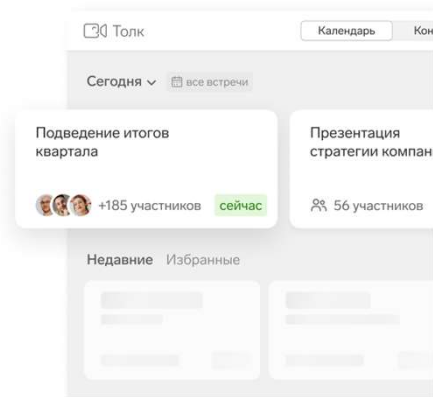 Толк
Календарь
Кон
Сегодня
все встречи
Подведение итогов
квартала
+185 участников
сейчас
Презентация
стратегии компан
56 участников
Недавние Избранные